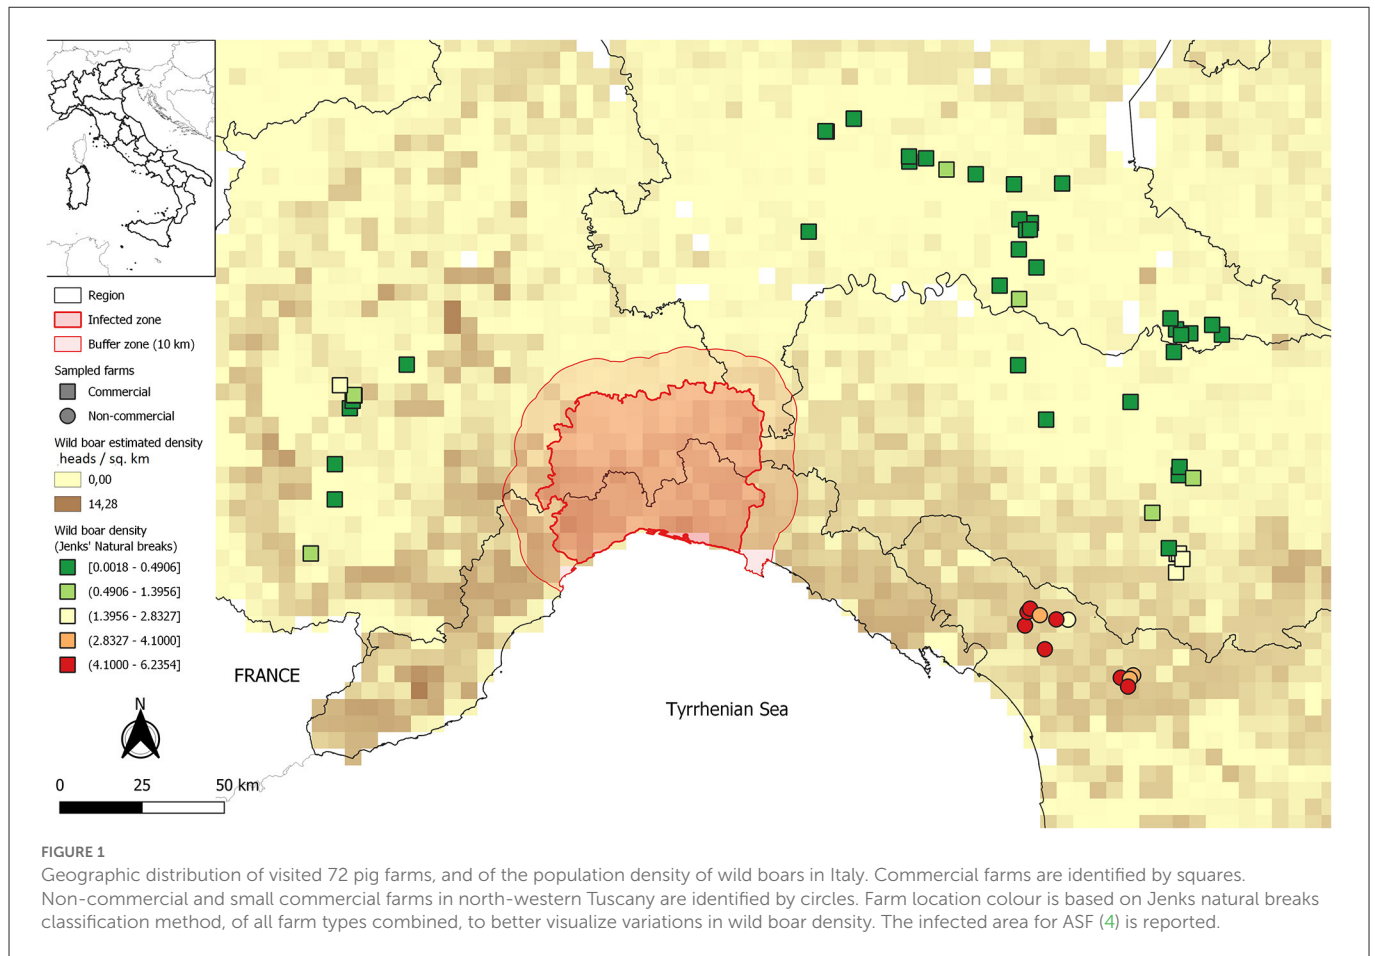 Region
Infected zone
Buffer zone (10 km)
Sampled farms
Commercial
Non-commercial
Wild boar estimated density
heads / sq. km
0,00
14,28
Wild boar density
(Jenks' Natural breaks)
[0.0018 - 0.4906]
(0.4906 - 1.3956]
(1.3956 - 2.8327]
(2.8327 - 4.1000]
(4.1000 - 6.2354]
FRANCE
Tyrrhenian Sea
N
0 25 50 km
FIGURE 1
Geographic distribution of visited 72 pig farms, and of the population density of wild boars in Italy. Commercial farms are identified by squares.
Non-commercial and small commercial farms in north-western Tuscany are identified by circles. Farm location colour is based on Jenks natural breaks
classification method, of all farm types combined, to better visualize variations in wild boar density. The infected area for ASF (4) is reported.